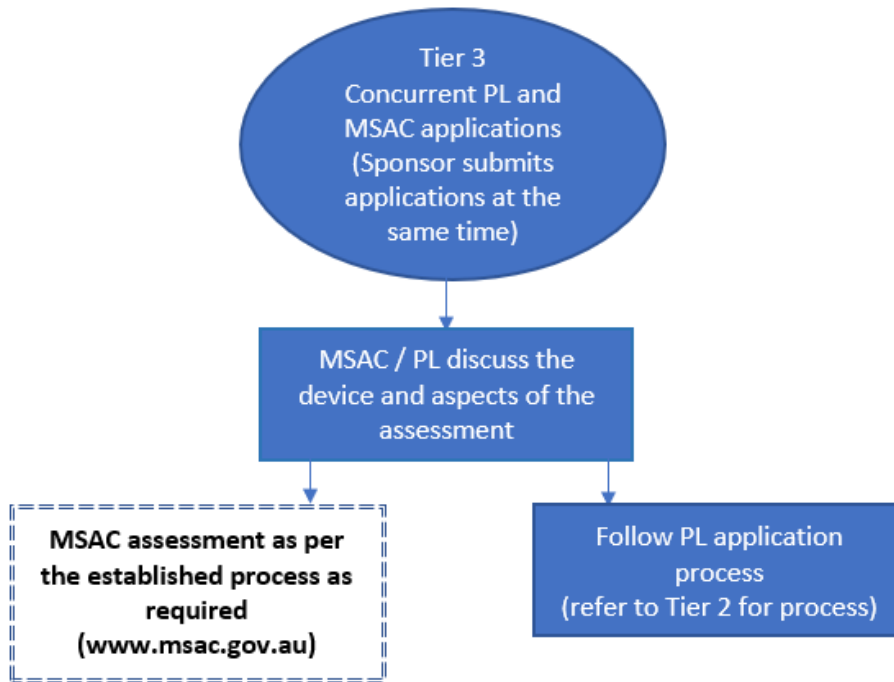 Tier 3
Concurrent PL and
MSAC applications
(Sponsor submits
applications at the
same time)
MSAC / PL discuss the
device and aspects of the
assessment
MSAC assessment as per
the established process as
required
(www.msac.gov.au)
Follow PL application
process
(refer to Tier 2 for process)